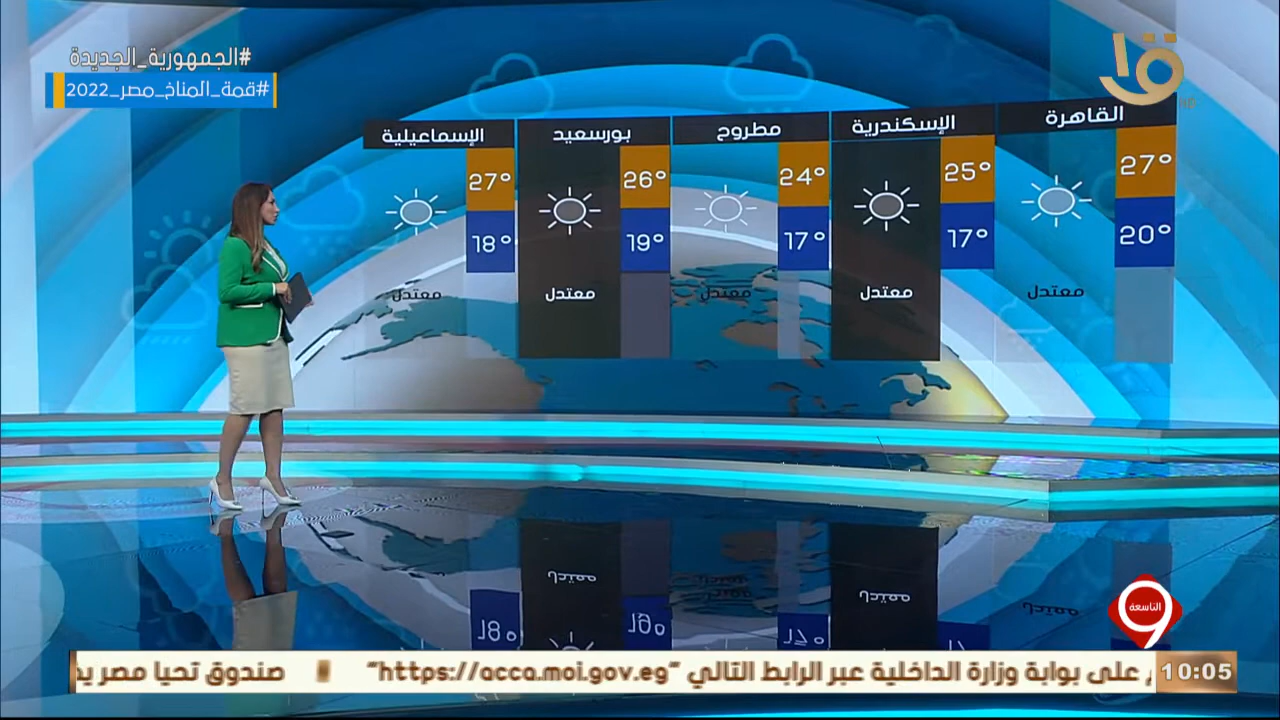 #الجمهورية_الجديدة
#قمة_المناخ_مصر_2022
القاهرة
27°
20°
معتدل
الإسكندرية
25°
17°
معتدل
مطروح
24°
17°
معتدل
بورسعيد
26°
19°
معتدل
الإسماعيلية
27°
18°
معتدل
التاسعة
9
على بوابة وزارة الداخلية عبر الرابط التالي "https://acca.moi.gov.eg" صندوق تحيا مصر
10:05